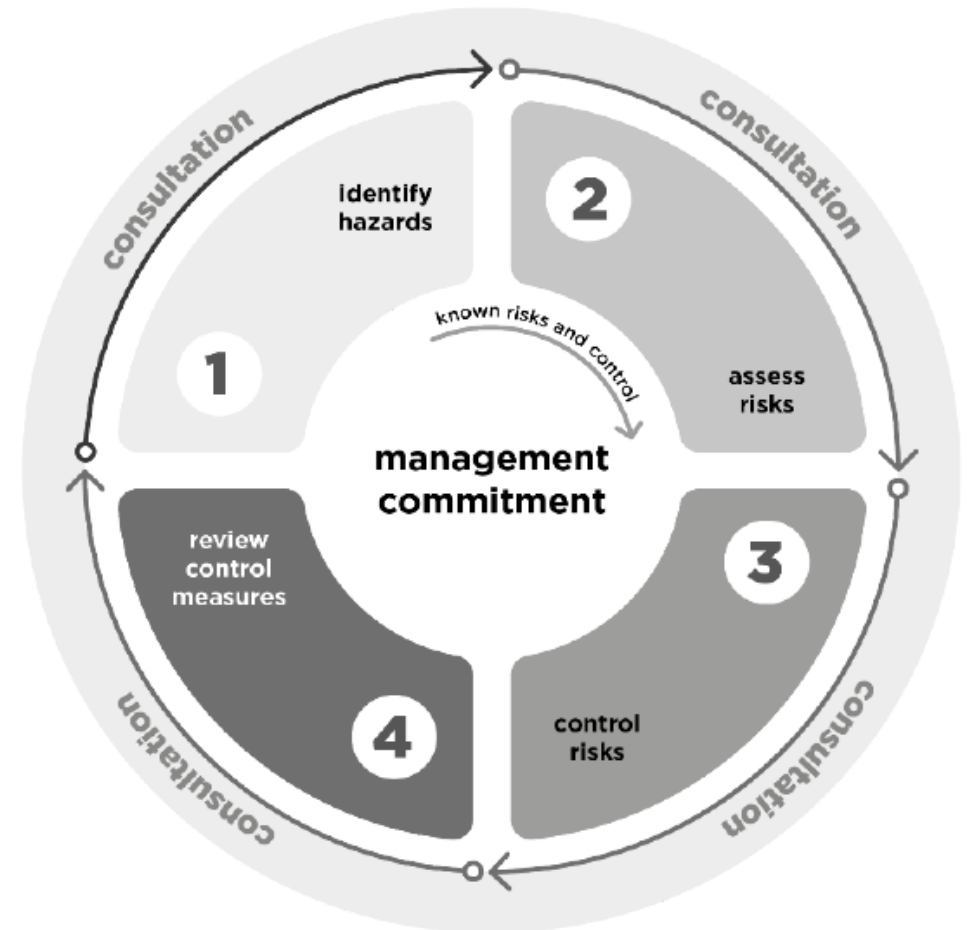 consultation
consultation
identify
hazards
1
2
assess
risks
known risks and control
management
commitment
3
control
risks
review
control
measures
4
consultation
consultation